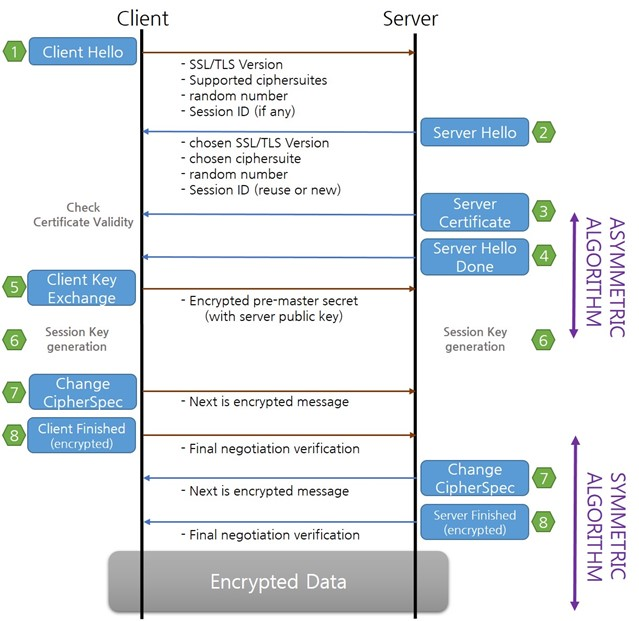 Client
Server
1
Client Hello
- SSL/TLS Version
- Supported ciphersuites
- random number
- Session ID (if any)
Server Hello
2
- chosen SSL/TLS Version
- chosen ciphersuite
- random number
- Session ID (reuse or new)
Check
Certificate Validity
Server
Certificate
3
Server Hello
Done
4
ASYMMETRIC
ALGORITHM
5
Client Key
Exchange
- Encrypted pre-master secret
(with server public key)
6
Session Key
generation
Session Key
generation
6
7
Change
CipherSpec
- Next is encrypted message
8
Client Finished
(encrypted)
- Final negotiation verification
Change
CipherSpec
7
- Next is encrypted message
Server Finished
(encrypted)
8
- Final negotiation verification
SYMMETRIC
ALGORITHM
Encrypted Data